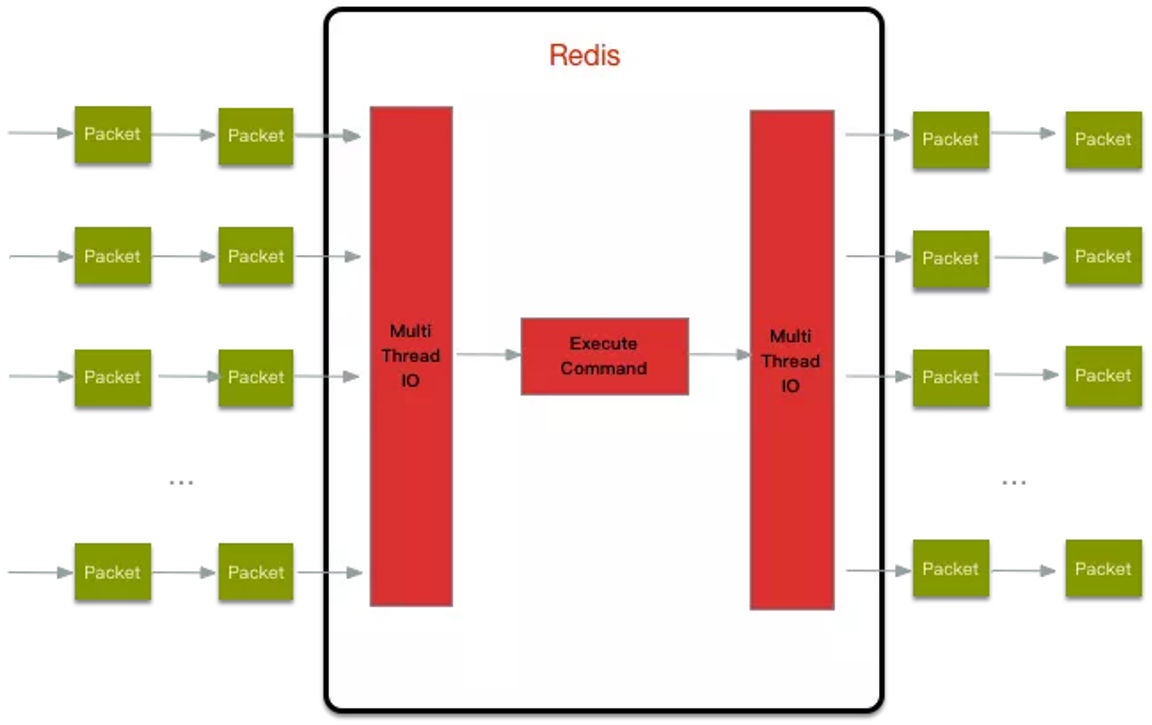 Redis
Packet Packet Packet Packet
Packet Packet Packet Packet
Multi
Thread
IO
Execute
Command
Multi
Thread
IO
Packet Packet Packet Packet
...
...
Packet Packet Packet Packet